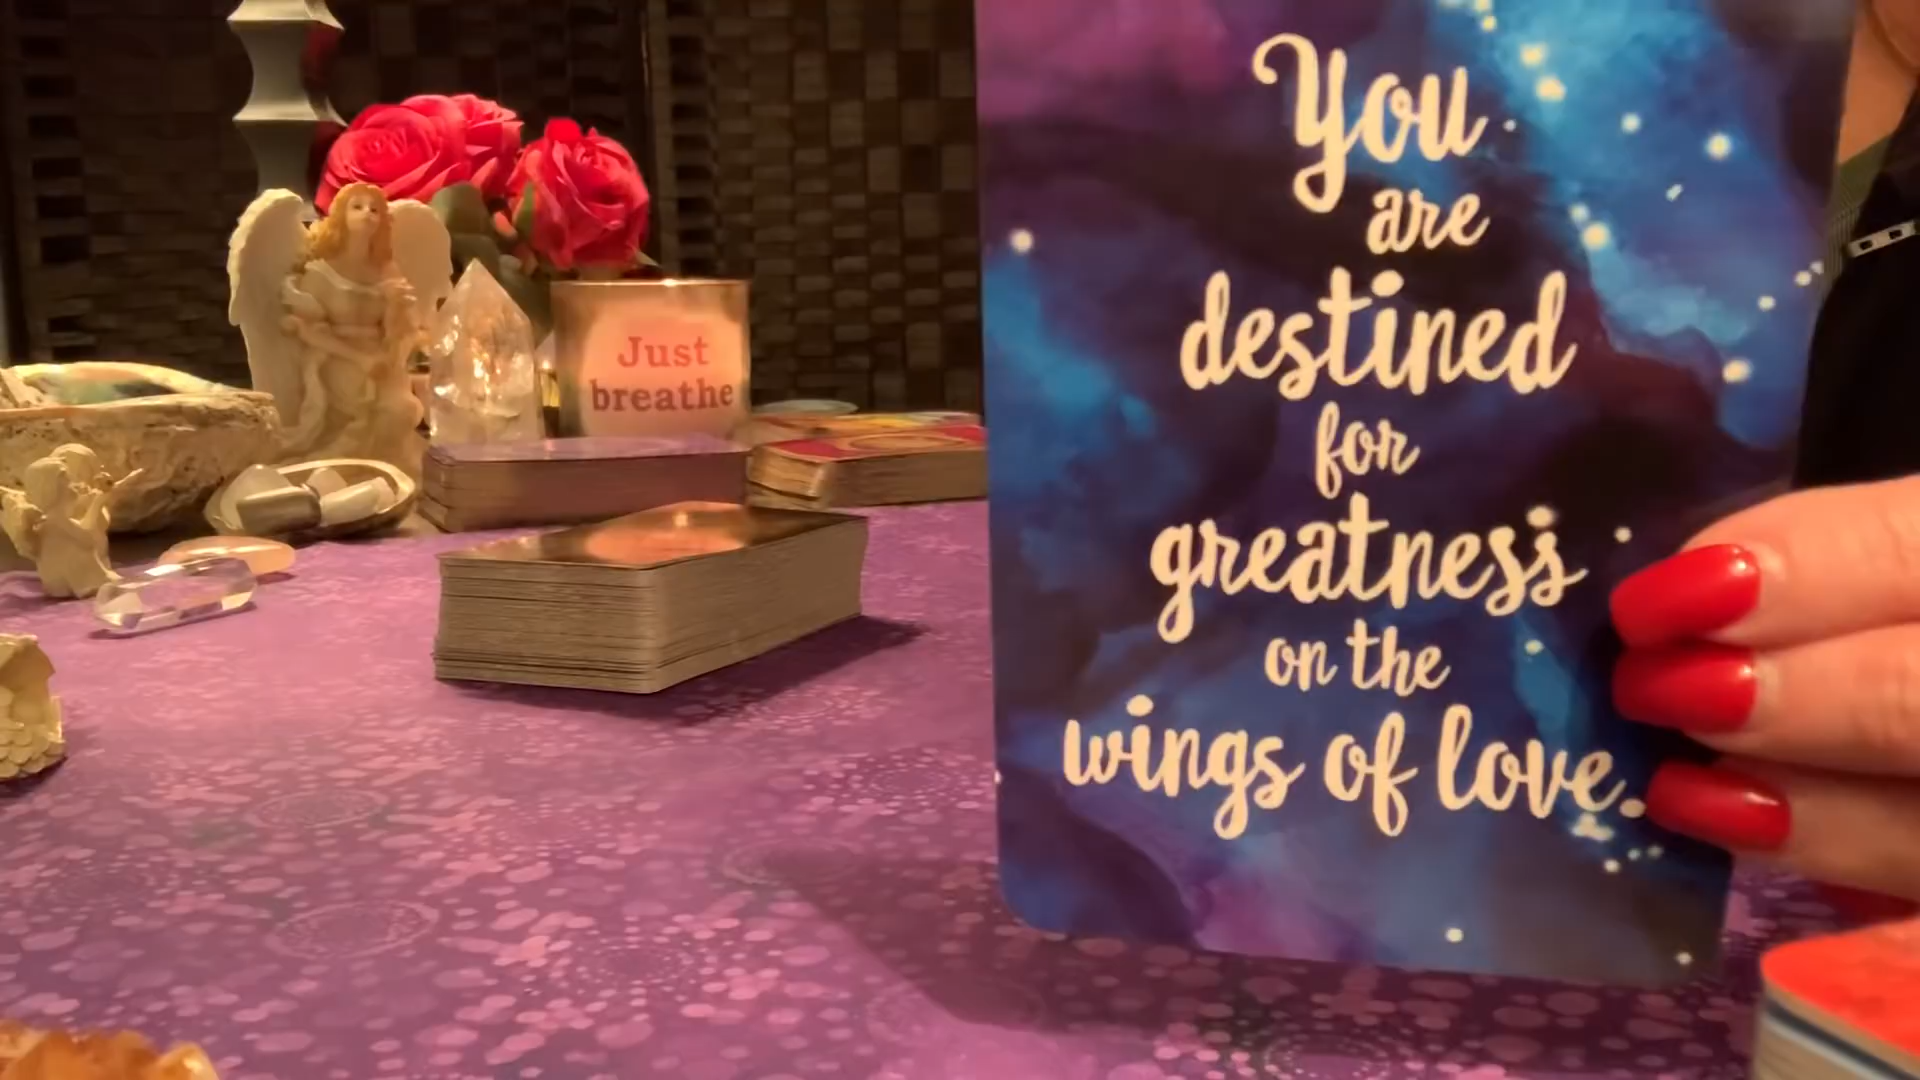 You
are
destined
for
greatness
on the
wings of love.
Just
breathe